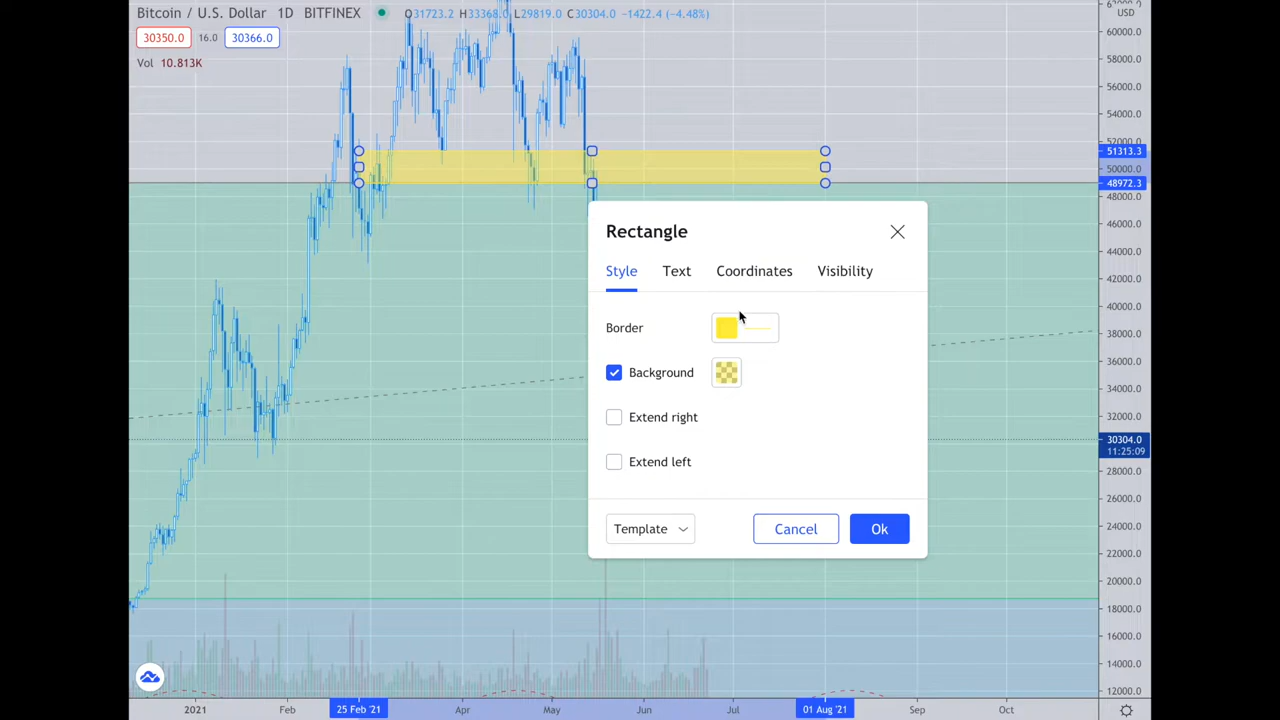 Bitcoin / U.S. Dollar 1D BITFINEX O31723.2 H33368.0 L29819.0 C30304.0 −1422.4 (−4.48%)
30350.0 16.0 30366.0
Vol 10.813K
USD
60000.0
58000.0
56000.0
54000.0
52000.0
51313.3
50000.0
48972.3
48000.0
46000.0
44000.0
42000.0
40000.0
38000.0
36000.0
34000.0
32000.0
30304.0
11:25:09
28000.0
26000.0
24000.0
22000.0
20000.0
18000.0
16000.0
14000.0
12000.0
Rectangle
Style Text Coordinates Visibility
Border
Background
Extend right
Extend left
Template Cancel Ok
2021 Feb 25 Feb '21 Apr May Jun Jul 01 Aug '21 Sep Oct